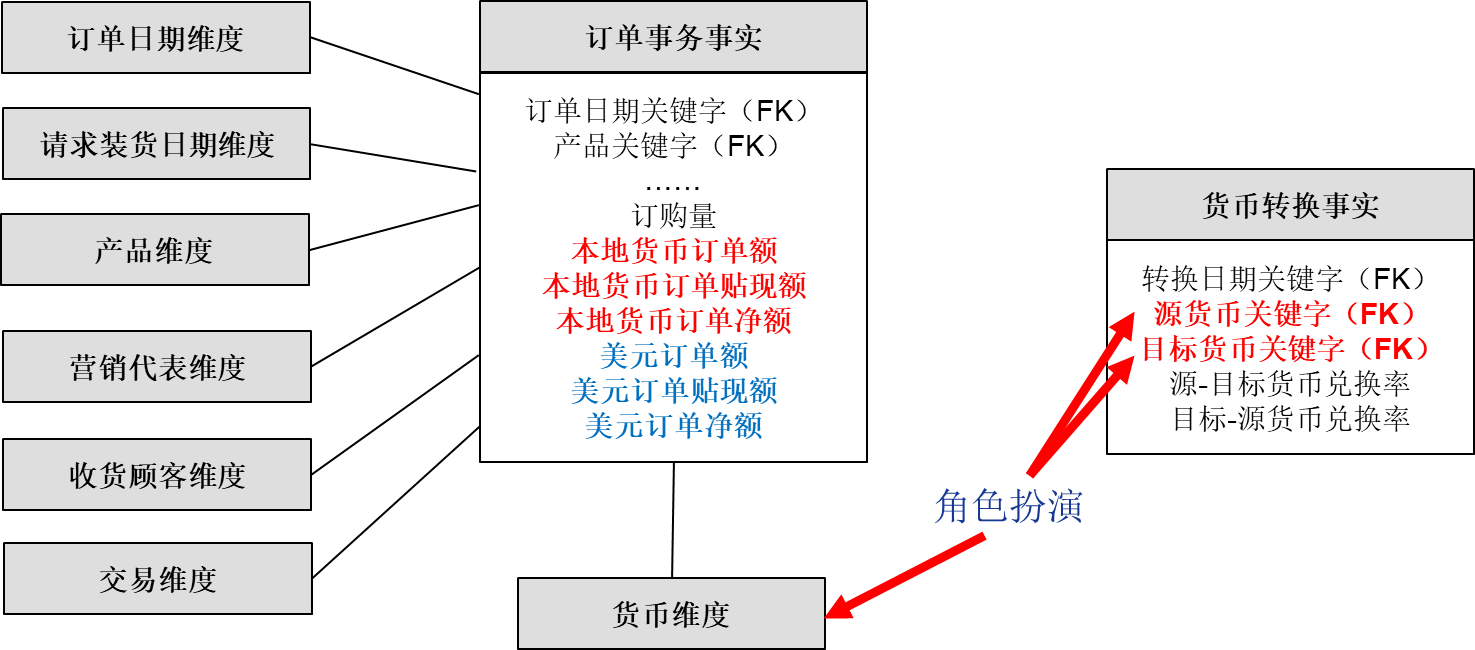 订单日期维度
请求装货日期维度
产品维度
营销代表维度
收货顾客维度
交易维度
订单事务事实
订单日期关键字（FK）
产品关键字（FK）
……
订购量
本地货币订单额
本地货币订单贴现额
本地货币订单净额
美元订单额
美元订单贴现额
美元订单净额
货币维度
角色扮演
货币转换事实
转换日期关键字（FK）
源货币关键字（FK）
目标货币关键字（FK）
源-目标货币兑换率
目标-源货币兑换率